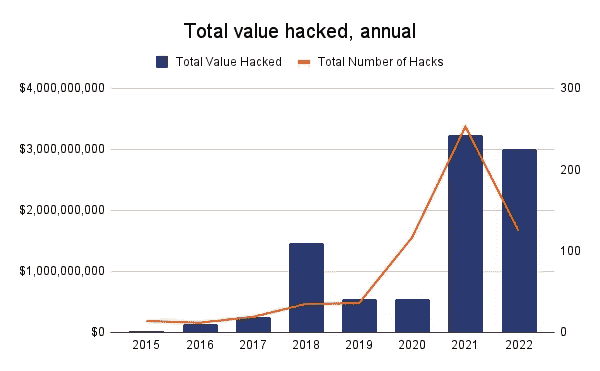 Total value hacked, annual
Total Value Hacked Total Number of Hacks
$4,000,000,000 300
$3,000,000,000 200
$2,000,000,000
$1,000,000,000 100
$0 0
2015 2016 2017 2018 2019 2020 2021 2022